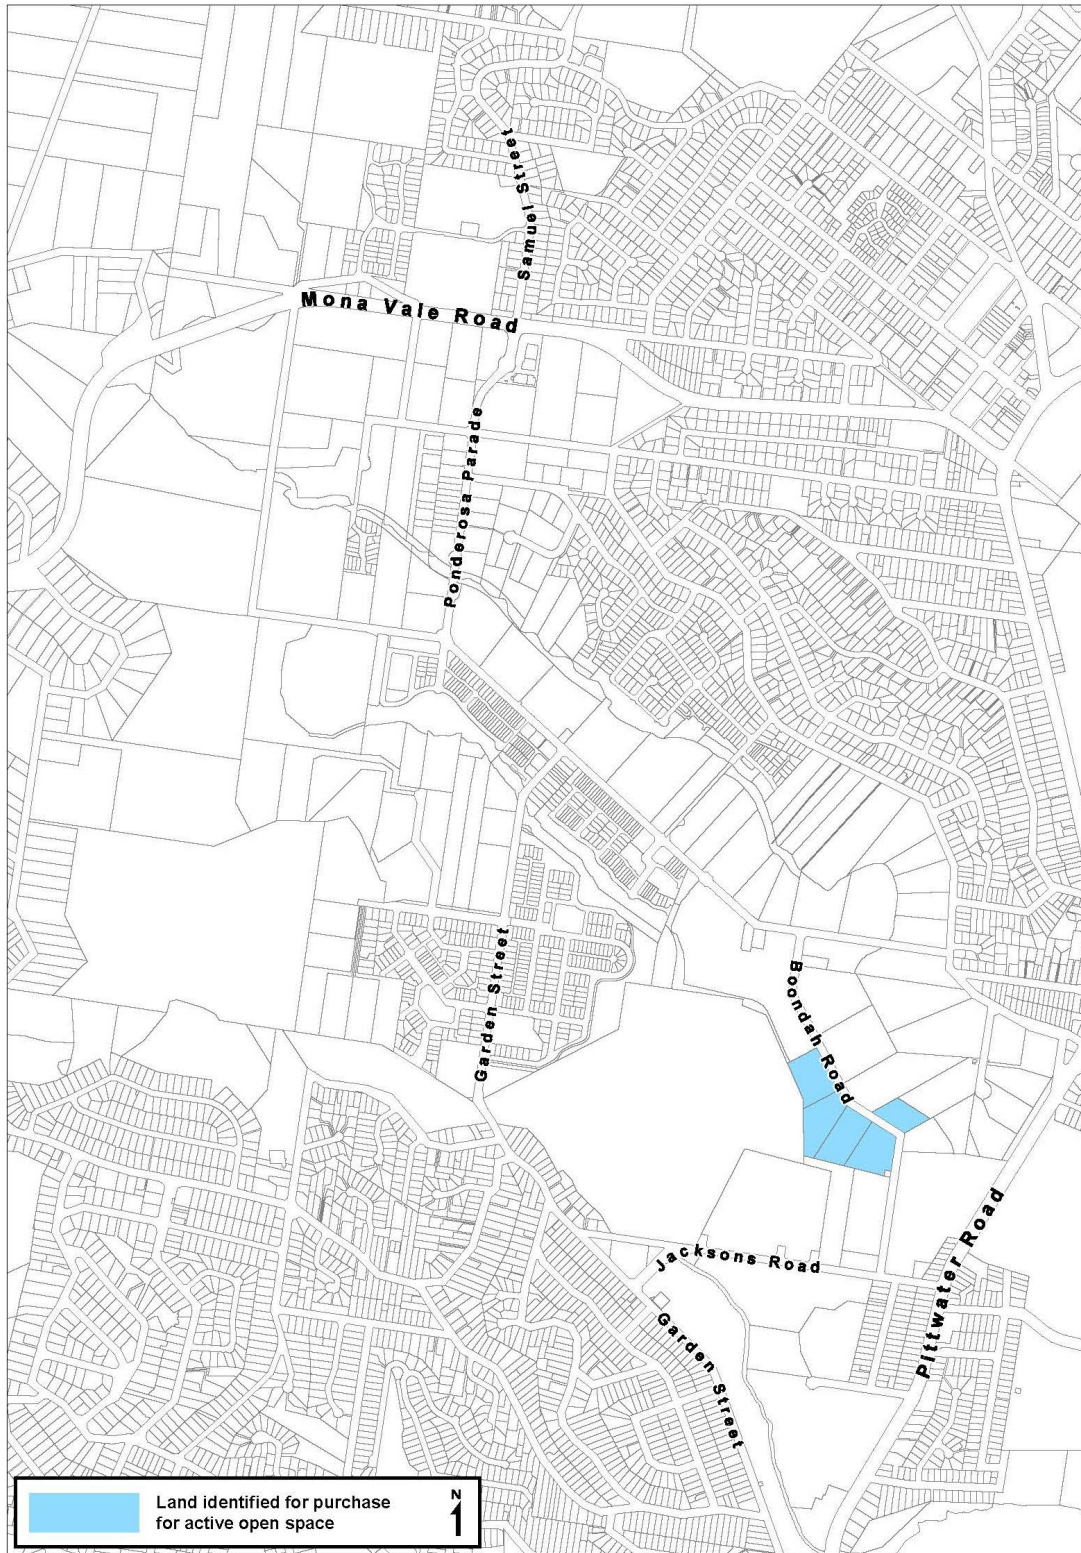 Samuel Street
Mona Vale Road
Ponderosa Parade
Garden Street
Boondah Road
Jacksons Road
Pittwater Road
Garden Street
Land identified for purchase
for active open space
N